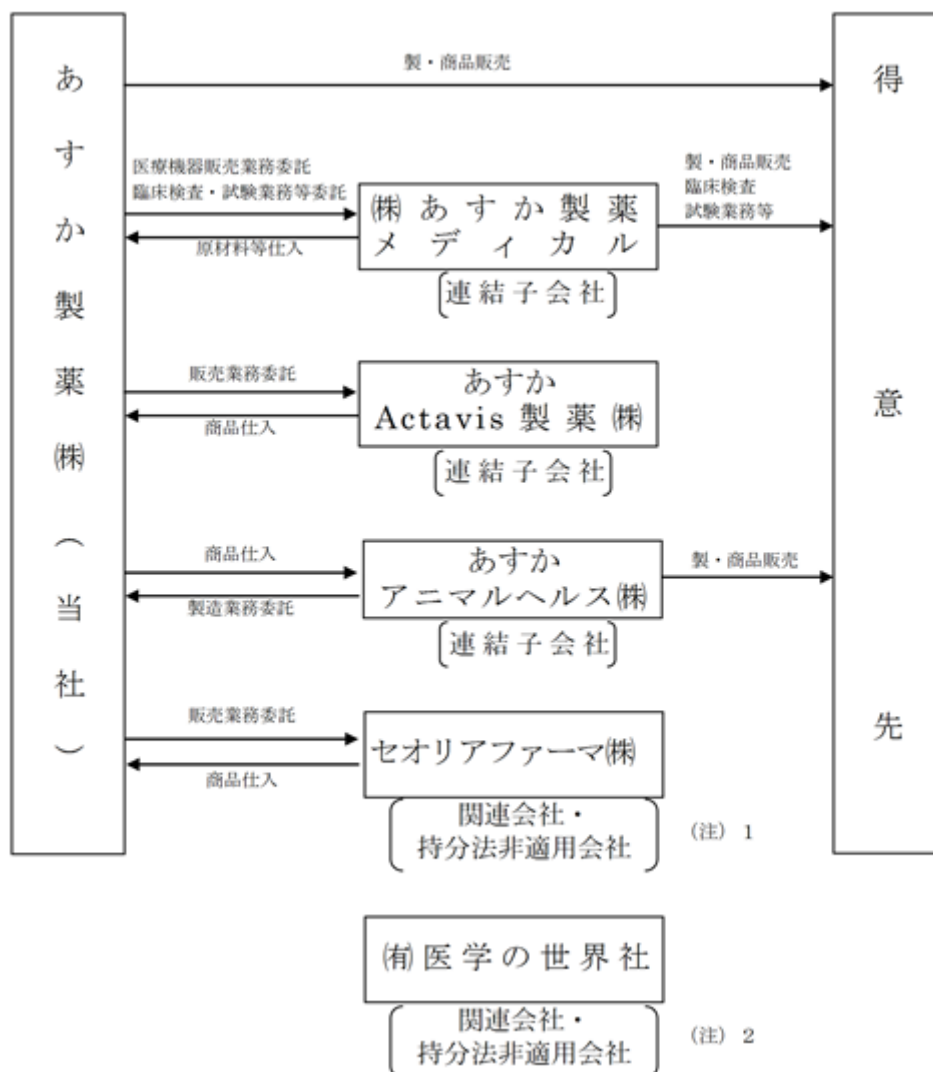 あすか製薬㈱（当社）
製・商品販売
得意先
医療機器販売業務委託
臨床検査・試験業務等委託
原材料等仕入
㈱あすか製薬
メディカル
連結子会社
製・商品販売
臨床検査
試験業務等
販売業務委託
商品仕入
あすか
Actavis 製薬㈱
連結子会社
商品仕入
製造業務委託
あすか
アニマルヘルス㈱
連結子会社
製・商品販売
販売業務委託
商品仕入
セオリアファーマ㈱
関連会社・
持分法非適用会社
（注） 1
㈲医学の世界社
関連会社・
持分法非適用会社
（注） 2